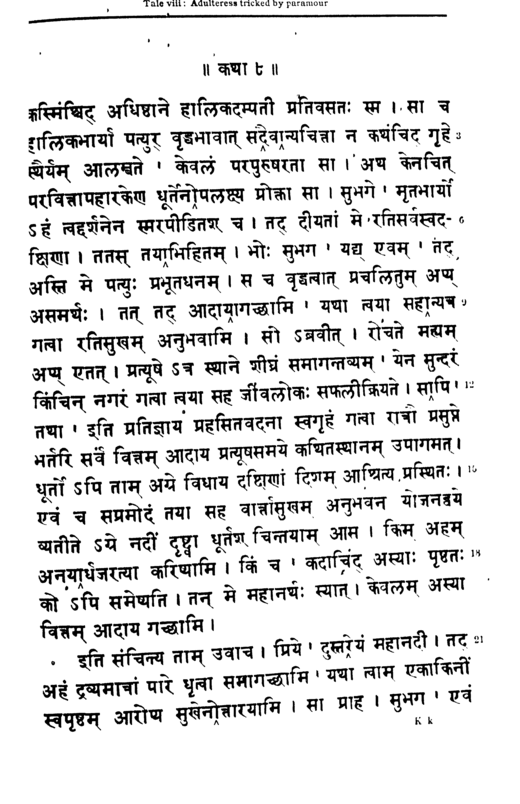 Tale viii: Adulteress tricked by paramour
॥ कथा ८ ॥
कस्मिंश्चिद् अधिष्ठाने हालिकदम्पती प्रतिवसतः स्म । सा च
हालिकभार्या पत्युर् वृद्धभावात् सदैवान्यचित्ता न कथंचिद् गृहे 3
स्थैर्यम् आलम्बते ' केवलं परपुरुषरता सा । अथ केनचित्
परवित्तापहारकेण धूर्तेनोपलक्ष्य प्रोक्ता सा । सुभगे ' मृतभार्यो
ऽहं त्वद्दर्शनेन स्मरपीडितश् च । तद् दीयतां मे रतिसर्वस्वद- 6
क्षिणा । ततस् तयाभिहितम् । भोः सुभग ' यद्य् एवम् ' तद्
अस्ति मे पत्युः प्रभूतधनम् । स च वृद्धत्वात् प्रचलितुम् अप्य्
असमर्थः । तत् तद् आदायागच्छामि ' यथा त्वया सहान्यत्र 9
गत्वा रतिसुखम् अनुभवामि । सो ऽब्रवीत् । रोचते मह्यम्
अप्य् एतत् । प्रत्यूषे ऽत्र स्थाने शीघ्रं समागन्तव्यम् ' येन सुन्दरं
किंचिन् नगरं गत्वा त्वया सह जीवलोकः सफलीक्रियते । सापि ' 12
तथा ' इति प्रतिज्ञाय प्रहसितवदना स्वगृहं गत्वा रात्रौ प्रसुप्ते
भर्तरि सर्वं वित्तम् आदाय प्रत्यूषसमये कथितस्थानम् उपागमत् ।
धूर्तो ऽपि ताम् अग्रे विधाय दक्षिणां दिशम् आश्रित्य प्रस्थितः । 15
एवं च सप्रमोदं तया सह वार्त्तासुखम् अनुभवन् योजनद्वये
व्यतीते ऽग्रे नदीं दृष्ट्वा धूर्तश् चिन्तयाम् आस । किम् अहम्
अनयार्धजरत्या करिष्यामि । किं च ' कदाचिद् अस्याः पृष्ठतः 18
को ऽपि समेष्यति । तन् मे महानर्थः स्यात् । केवलम् अस्या
वित्तम् आदाय गच्छामि ।
इति संचिन्त्य ताम् उवाच । प्रिये ' दुस्तरेयं महानदी । तद् 21
अहं द्रव्यमात्रां पारे धृत्वा समागच्छामि ' यथा त्वाम् एकाकिनीं
स्वपृष्ठम् आरोप्य सुखेनोत्तारयामि । सा प्राह । सुभग ' एवं
K k